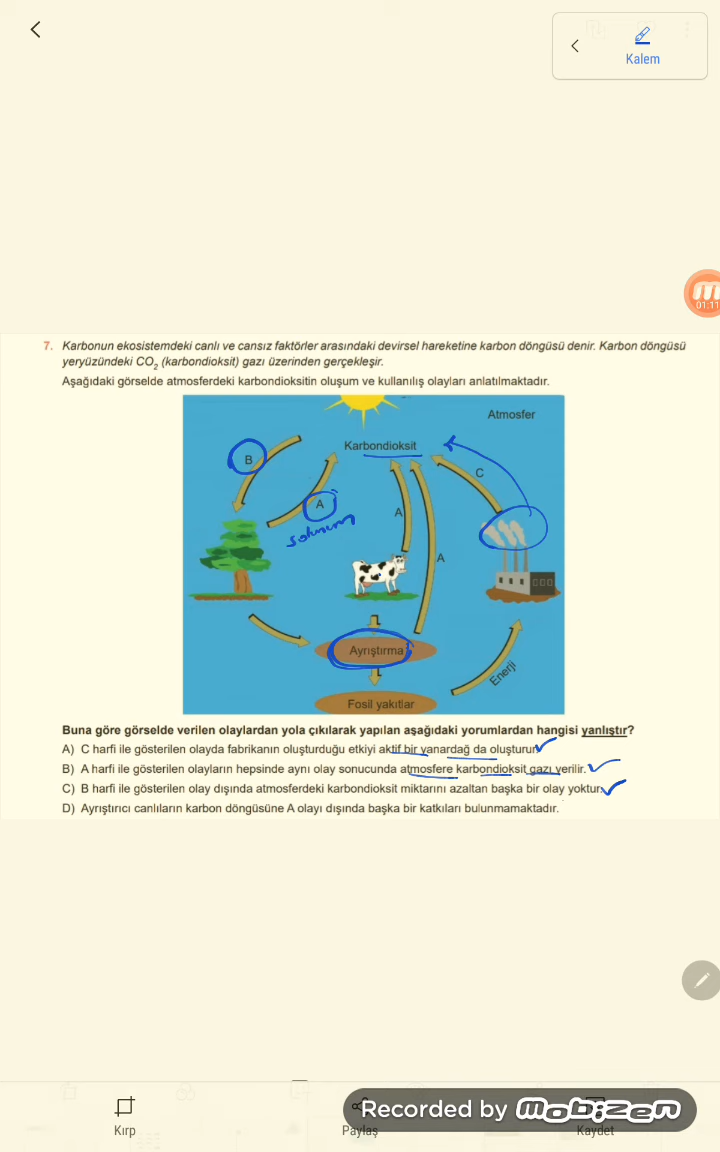 Kalem
01:11
7. Karbonun ekosistemdeki canlı ve cansız faktörler arasındaki devirsel hareketine karbon döngüsü denir. Karbon döngüsü
yeryüzündeki CO₂ (karbondioksit) gazı üzerinden gerçekleşir.
Aşağıdaki görselde atmosferdeki karbondioksitin oluşum ve kullanılış olayları anlatılmaktadır.
Atmosfer
Karbondioksit
B
C
A
solunum
A
A
Ayrıştırma
Enerji
Fosil yakıtlar
Buna göre görselde verilen olaylardan yola çıkılarak yapılan aşağıdaki yorumlardan hangisi yanlıştır?
A) C harfi ile gösterilen olayda fabrikanın oluşturduğu etkiyi aktif bir yanardağ da oluşturur.
B) A harfi ile gösterilen olayların hepsinde aynı olay sonucunda atmosfere karbondioksit gazı verilir.
C) B harfi ile gösterilen olay dışında atmosferdeki karbondioksit miktarını azaltan başka bir olay yoktur.
D) Ayrıştırıcı canlıların karbon döngüsüne A olayı dışında başka bir katkıları bulunmamaktadır.
Recorded by mobizen
Kırp
Paylaş
Kaydet